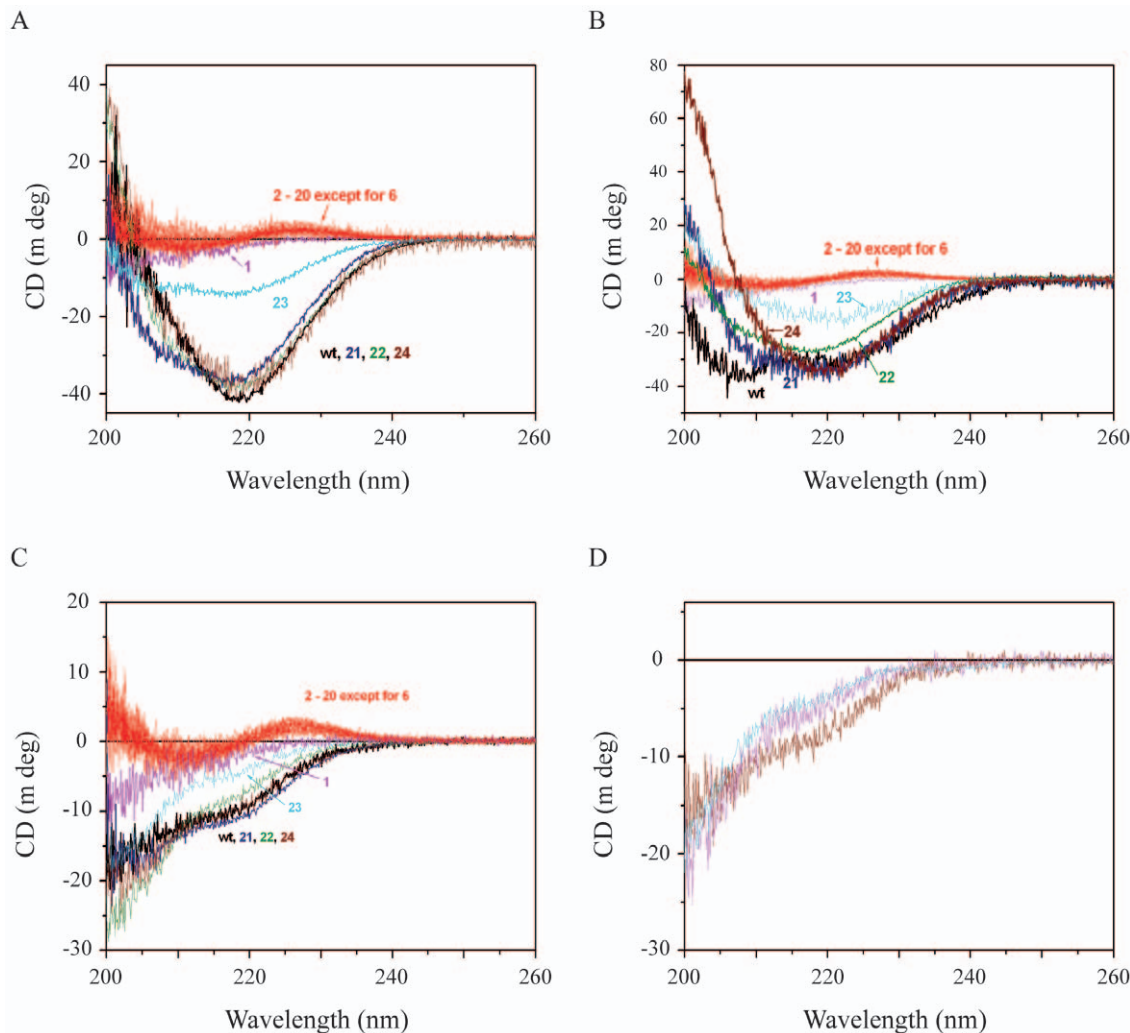 A
40
20
0
-20
-40
CD (m deg)
2 - 20 except for 6
1
23
wt, 21, 22, 24
200
220
240
260
Wavelength (nm)
B
80
60
40
20
0
-20
-40
CD (m deg)
2 - 20 except for 6
1
23
24
22
21
wt
200
220
240
260
Wavelength (nm)
C
20
10
0
-10
-20
-30
CD (m deg)
2 - 20 except for 6
1
23
wt, 21, 22, 24
200
220
240
260
Wavelength (nm)
D
0
-10
-20
-30
CD (m deg)
200
220
240
260
Wavelength (nm)